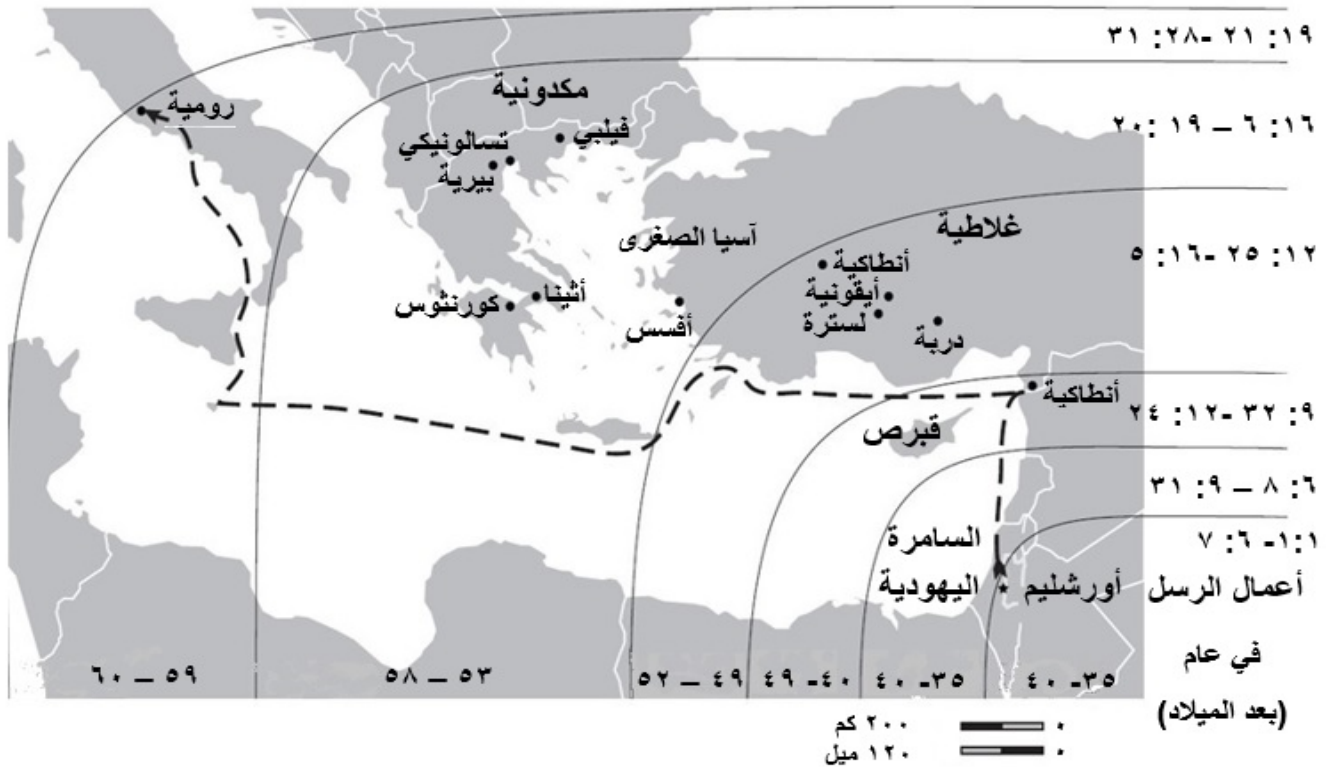 ١٩: ٢١ -٢٨: ٣١
رومية
مكدونية
فيلبي
١٦: ٦ – ١٩ :٢٠
تسالونيكي
بيرية
آسيا الصغرى
غلاطية
١٢: ٢٥ -١٦: ٥
أنطاكية
أيقونية
لسترة
دربة
أثينا
كورنثوس
أفسس
أنطاكية
٩: ٣٢ -١٢: ٢٤
قبرص
٦: ٨ – ٩: ٣١
السامرة
١:١- ٦: ٧
اليهودية
أورشليم
أعمال الرسل
في عام
(بعد الميلاد)
٣٥- ٤٠
٣٥- ٤٠
٤٠- ٤٩
٤٩ – ٥٢
٥٣ – ٥٨
٥٩ – ٦٠
٠ ٢٠٠ كم
٠ ١٢٠ ميل